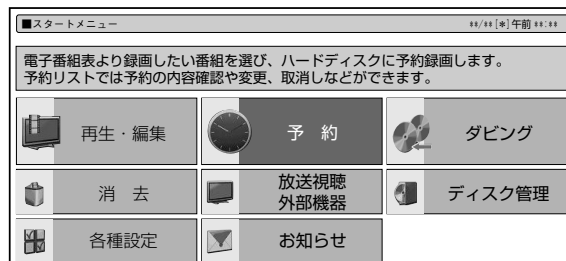 ■スタートメニュー
**/** [*] 午前 **:**
電子番組表より録画したい番組を選び、ハードディスクに予約録画します。
予約リストでは予約の内容確認や変更、取消しなどができます。
再生・編集
予 約
ダビング
消 去
放送視聴
外部機器
ディスク管理
各種設定
お知らせ